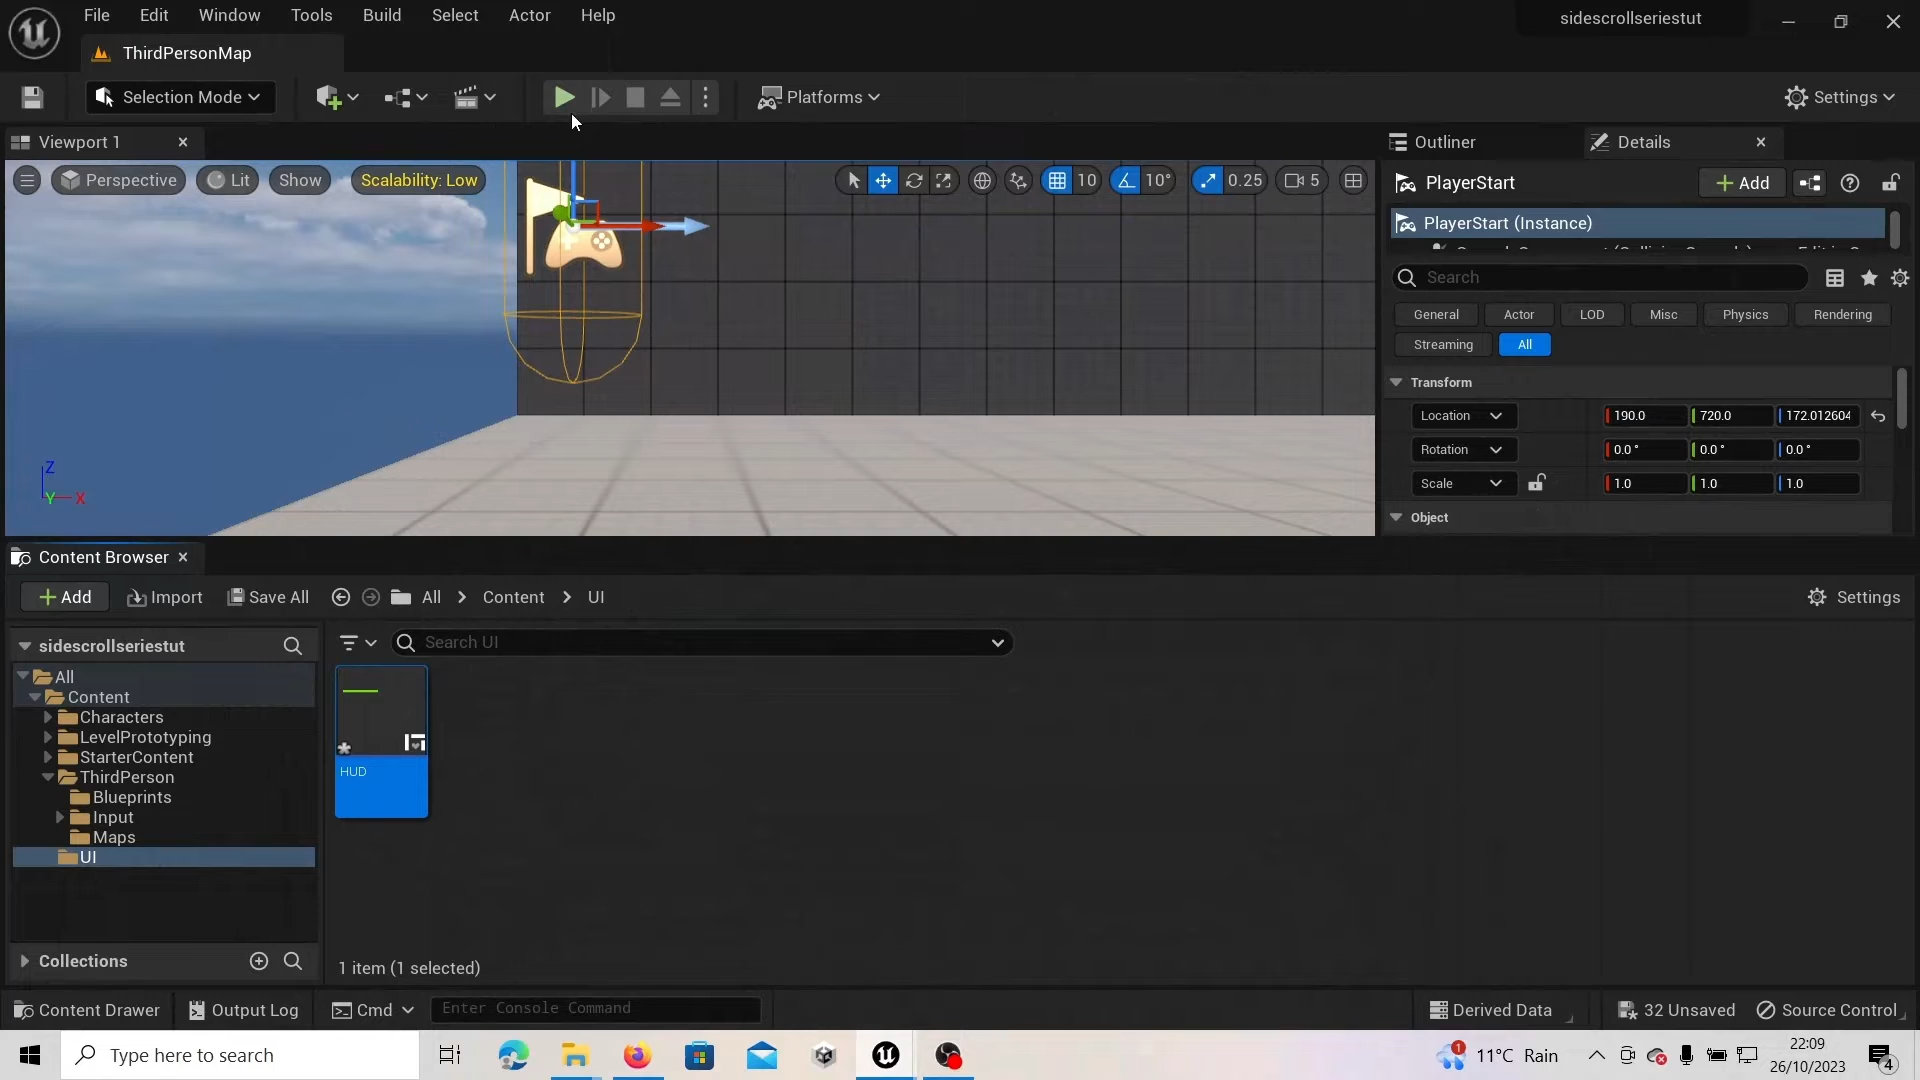 File Edit Window Tools Build Select Actor Help
sidescrollseriestut
ThirdPersonMap
Selection Mode
Platforms
Settings
Viewport 1
Outliner
Details
Perspective
Lit
Show
Scalability: Low
10
10°
0.25
5
PlayerStart
Add
PlayerStart (Instance)
Search
General Actor LOD Misc Physics Rendering
Streaming All
Transform
Location 190.0 720.0 172.012604
Rotation 0.0° 0.0° 0.0°
Scale 1.0 1.0 1.0
Object
Z
Y X
Content Browser
Add Import Save All All Content UI Settings
sidescrollseriestut
Search UI
All
Content
Characters
LevelPrototyping
StarterContent
ThirdPerson
Blueprints
Input
Maps
UI
HUD
Collections
1 item (1 selected)
Content Drawer Output Log Cmd Enter Console Command Derived Data 32 Unsaved Source Control
Type here to search
1
11°C Rain
22:09
26/10/2023
4